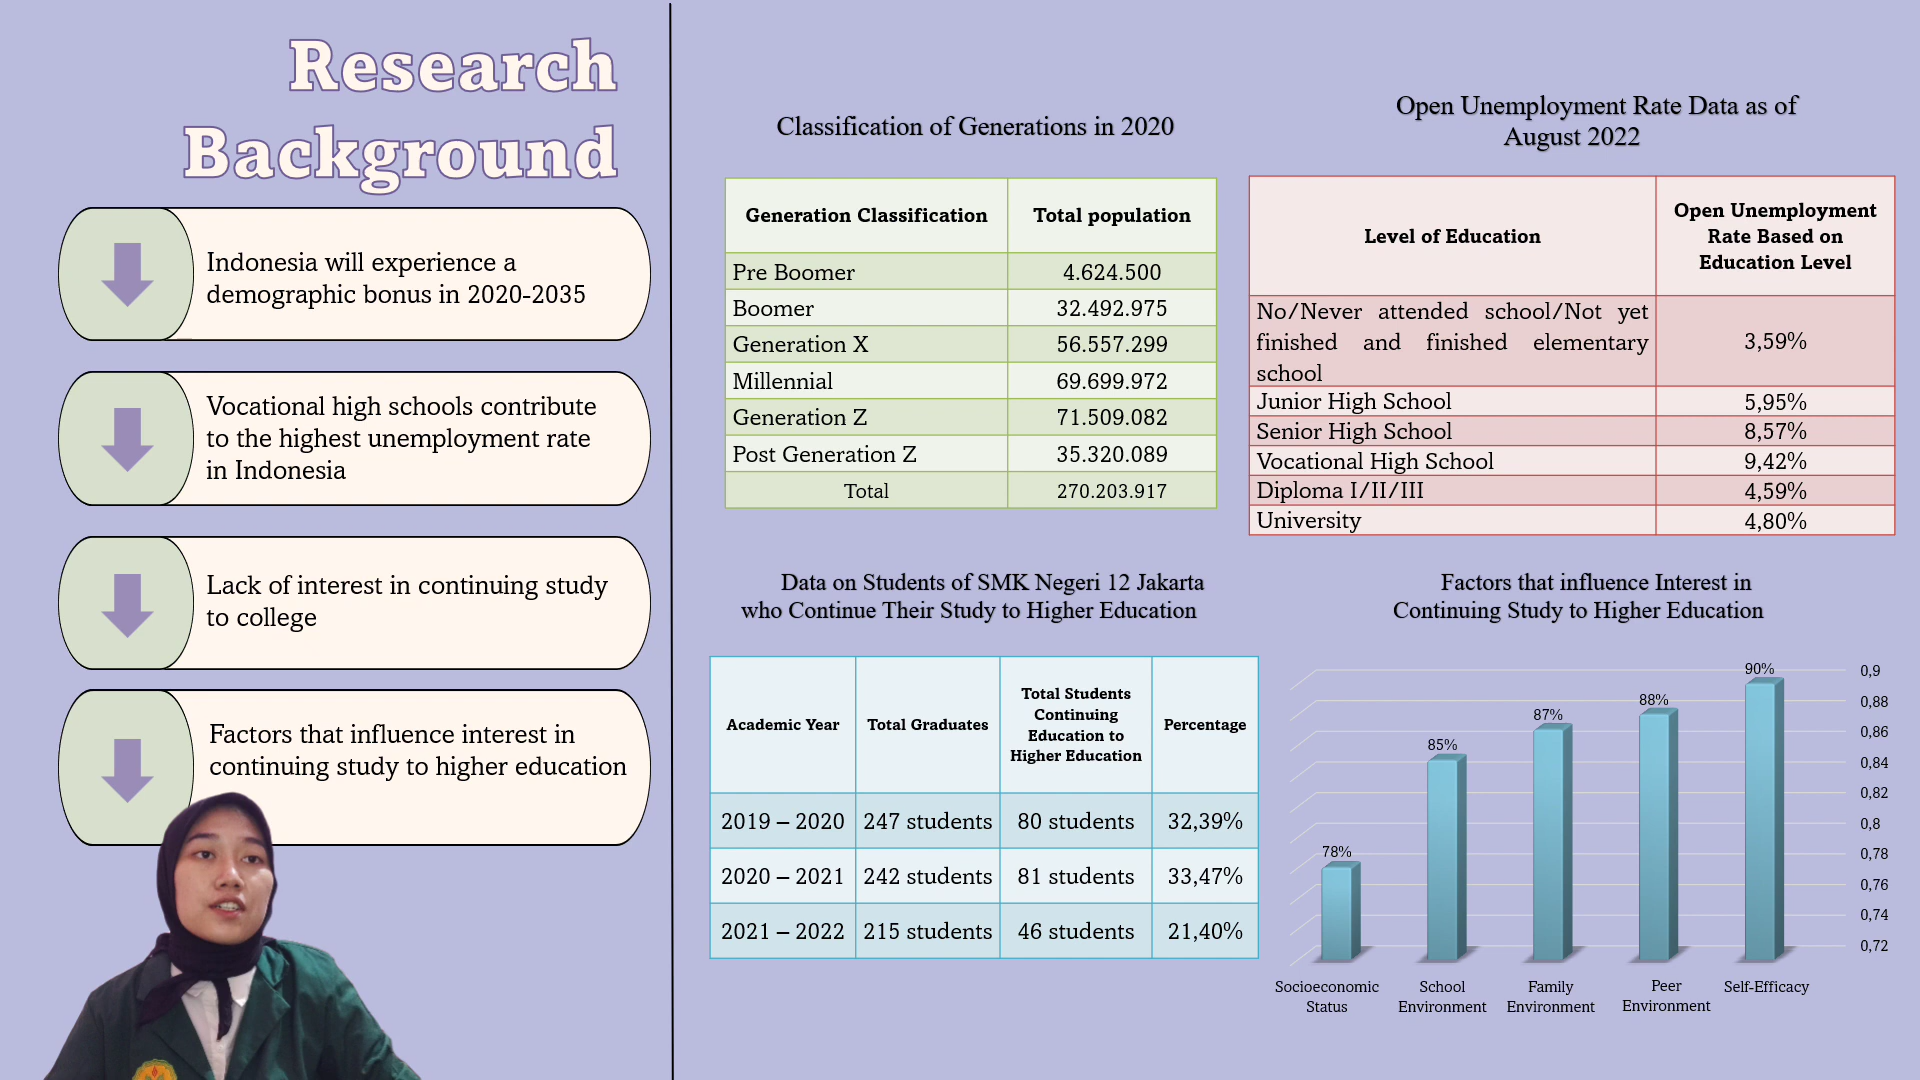 Research
Background
Indonesia will experience a
demographic bonus in 2020-2035
Vocational high schools contribute
to the highest unemployment rate
in Indonesia
Lack of interest in continuing study
to college
Factors that influence interest in
continuing study to higher education
Classification of Generations in 2020
Generation Classification Total population
Pre Boomer 4.624.500
Boomer 32.492.975
Generation X 56.557.299
Millennial 69.699.972
Generation Z 71.509.082
Post Generation Z 35.320.089
Total 270.203.917
Open Unemployment Rate Data as of
August 2022
Level of Education
Open Unemployment
Rate Based on
Education Level
No/Never attended school/Not yet
finished and finished elementary
school
3,59%
Junior High School 5,95%
Senior High School 8,57%
Vocational High School 9,42%
Diploma I/II/III 4,59%
University 4,80%
Data on Students of SMK Negeri 12 Jakarta
who Continue Their Study to Higher Education
Academic Year
Total Graduates
Total Students
Continuing
Education to
Higher Education
Percentage
2019 – 2020 247 students 80 students 32,39%
2020 – 2021 242 students 81 students 33,47%
2021 – 2022 215 students 46 students 21,40%
Factors that influence Interest in
Continuing Study to Higher Education
78%
85%
87%
88%
90%
0,9
0,88
0,86
0,84
0,82
0,8
0,78
0,76
0,74
0,72
Socioeconomic
Status
School
Environment
Family
Environment
Peer
Environment
Self-Efficacy